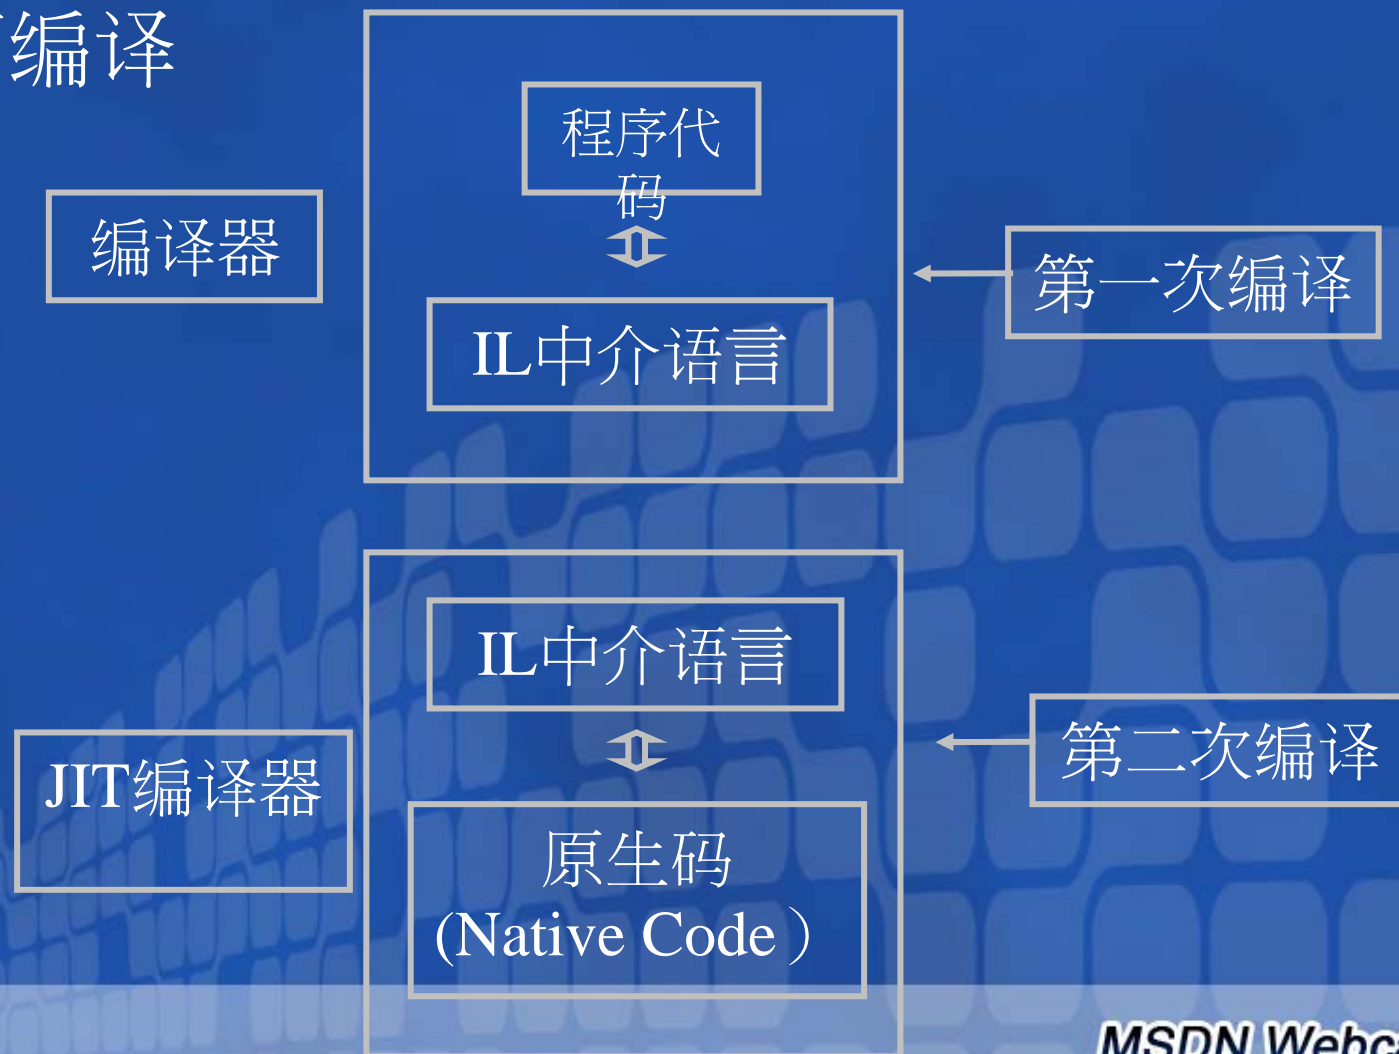 编译
程序代
码
编译器
第一次编译
IL中介语言
IL中介语言
第二次编译
JIT编译器
原生码
(Native Code）
MSDN